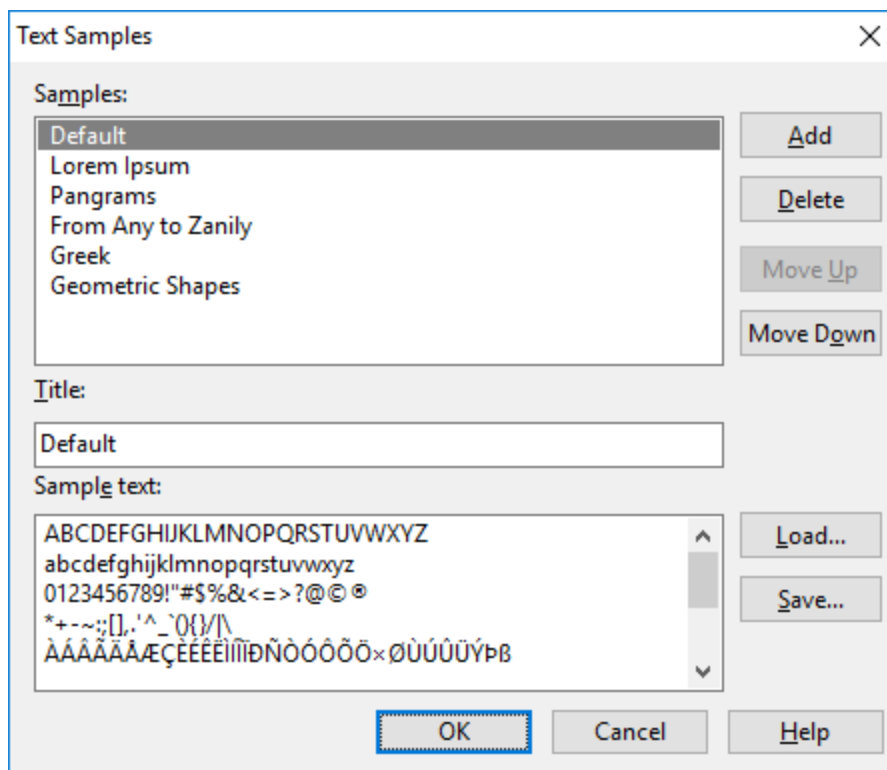 Text Samples
Samples:
Default
Lorem Ipsum
Pangrams
From Any to Zanily
Greek
Geometric Shapes
Add
Delete
Move Up
Move Down
Title:
Default
Sample text:
ABCDEFGHIJKLMNOPQRSTUVWXYZ
abcdefghijklmnopqrstuvwxyz
0123456789!"#$%&<=>?@©®
*+-~:;[],.'^_`(){}/|\
ÀÁÂÃÄÅÆÇÈÉÊËÌÍÎÏÐÑÒÓÔÕÖ×ØÙÚÛÜÝÞß
Load...
Save...
OK
Cancel
Help